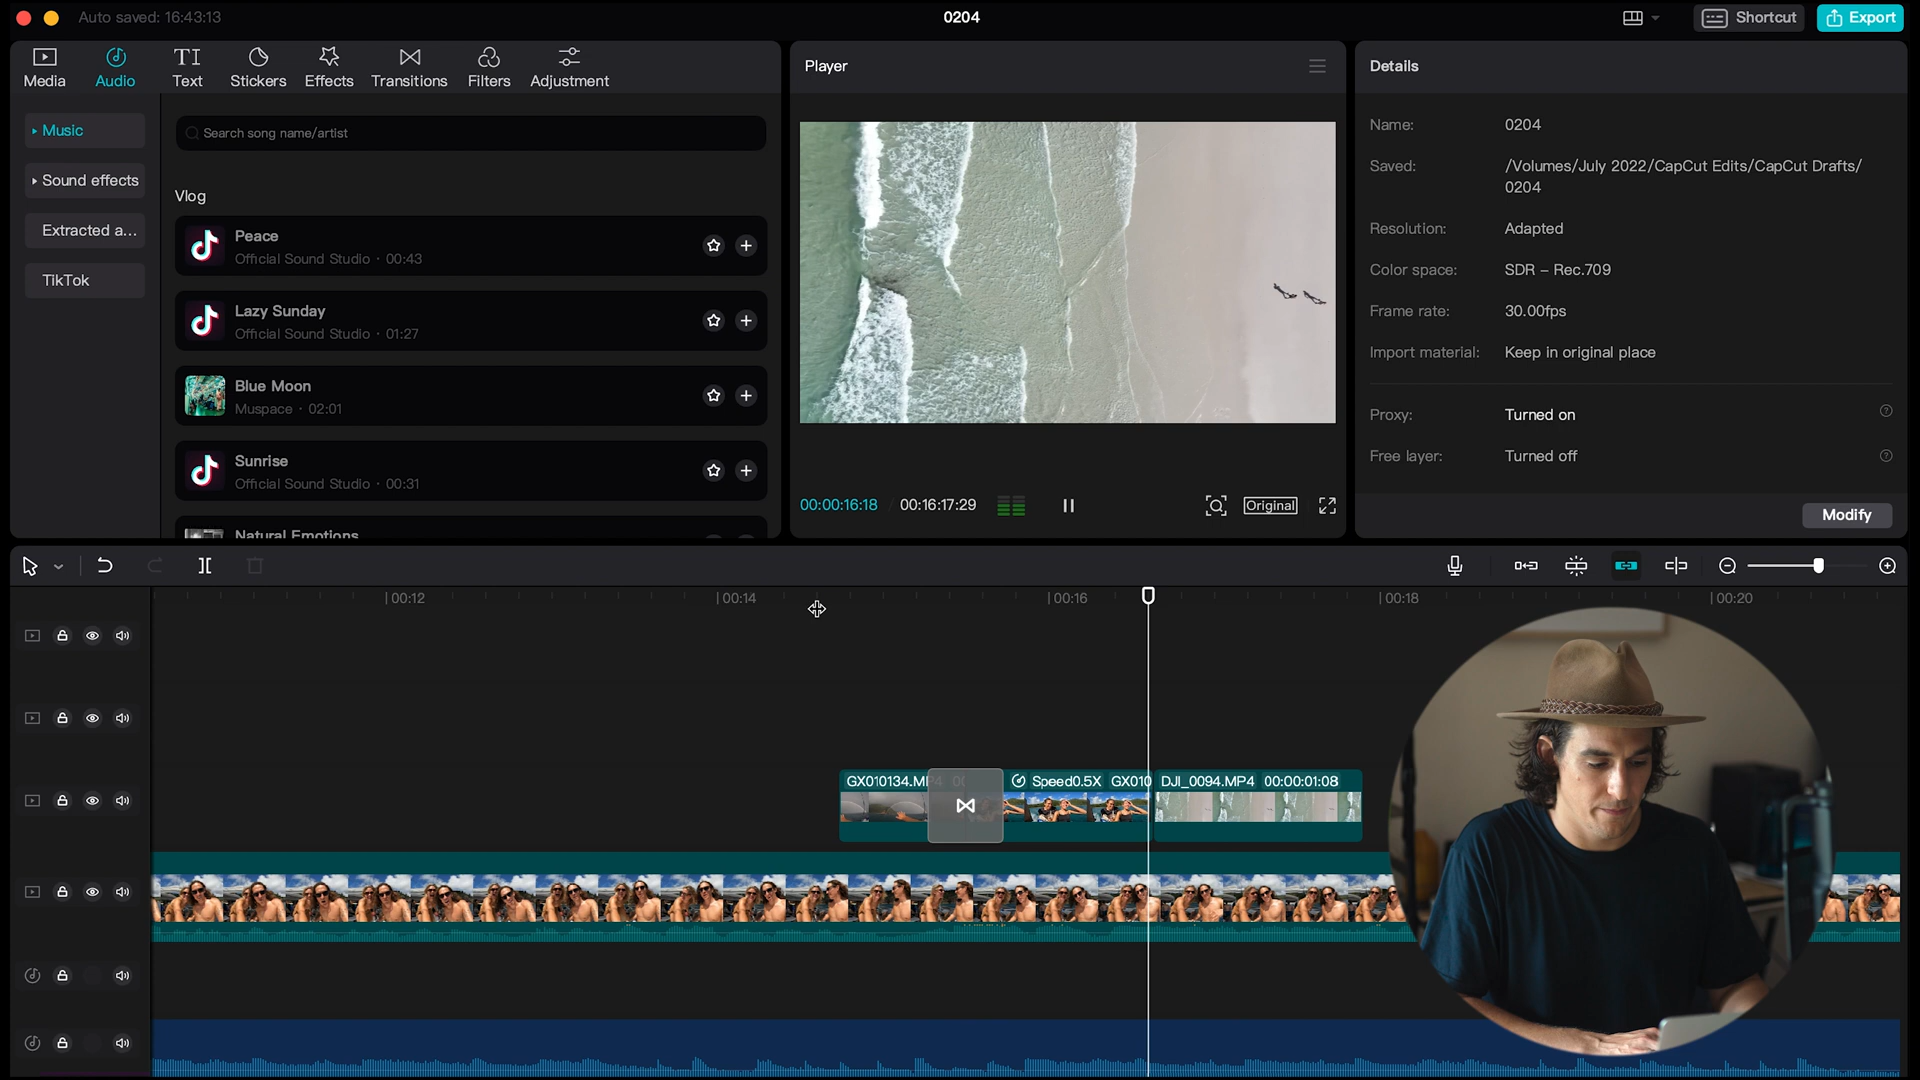 Auto saved: 16:43:13
0204
Shortcut
Export
Media
Audio
Text
Stickers
Effects
Transitions
Filters
Adjustment
Music
Sound effects
Extracted a...
TikTok
Search song name/artist
Vlog
Peace
Official Sound Studio · 00:43
Lazy Sunday
Official Sound Studio · 01:27
Blue Moon
Muspace · 02:01
Sunrise
Official Sound Studio · 00:31
Natural Emotions
Player
00:00:16:18
00:16:17:29
Original
Details
Name: 0204
Saved: /Volumes/July 2022/CapCut Edits/CapCut Drafts/
0204
Resolution: Adapted
Color space: SDR – Rec.709
Frame rate: 30.00fps
Import material: Keep in original place
Proxy: Turned on
Free layer: Turned off
Modify
00:12
00:14
00:16
00:18
00:20
GX010134.MP4
Speed0.5X GX010
DJI_0094.MP4 00:00:01:08